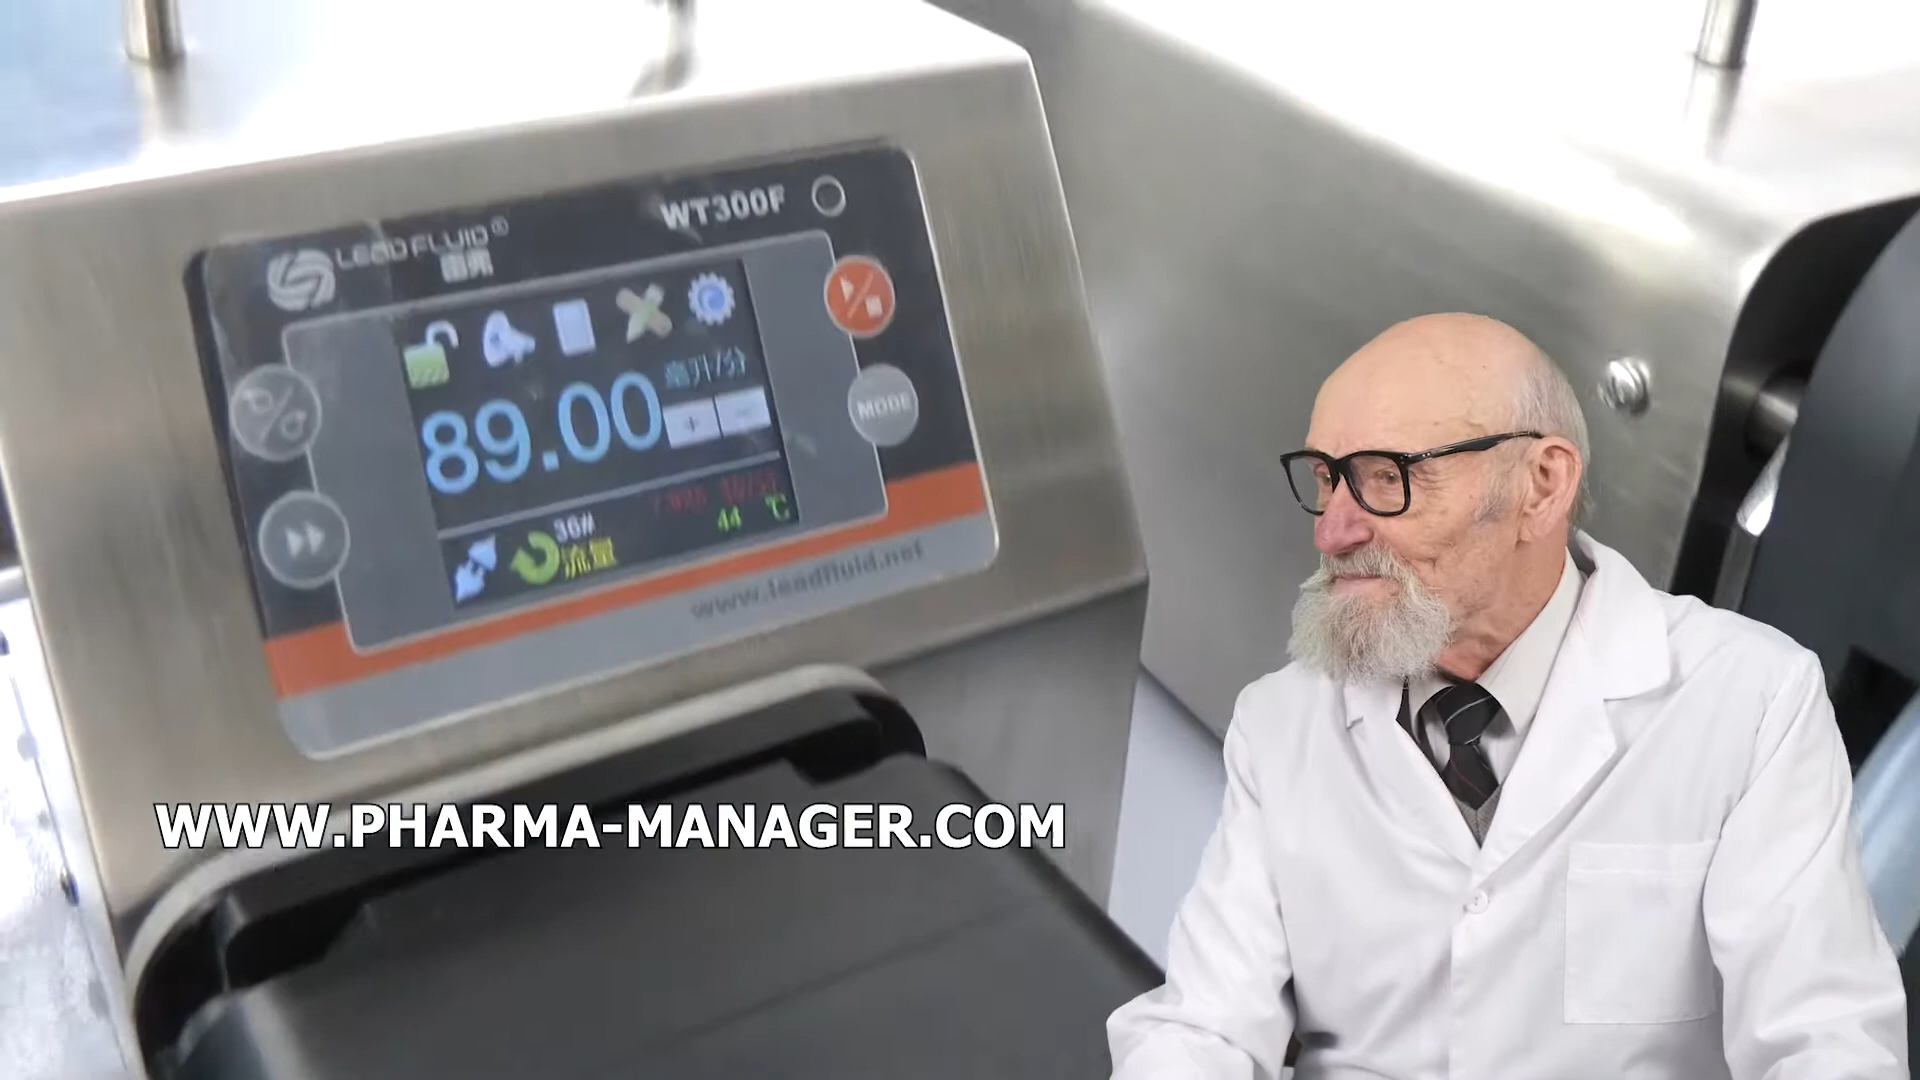 WT300F
LEAD FLUID®
雷弗
毫升/分
89.00
+ -
MODE
36#
44 ℃
流量
www.leadfluid.net
WWW.PHARMA-MANAGER.COM